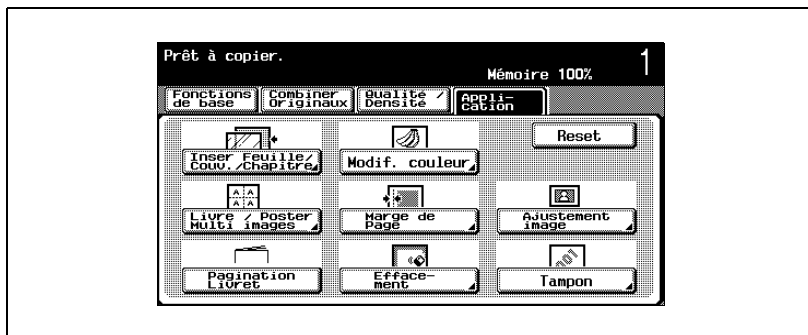 Prêt à copier.
Mémoire 100%
1
Fonctions de base
Combiner Originaux
Qualité / Densité
Appli-
cation
Reset
Inser Feuille/
Couv./Chapitre
Modif. couleur
Livre / Poster
Multi images
Marge de
Page
Ajustement
image
Pagination
Livret
Efface-
ment
Tampon